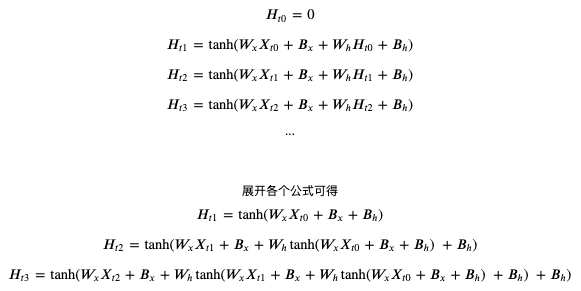 H_{t0} = 0
H_{t1} = tanh(W_x X_{t0} + B_x + W_h H_{t0} + B_h)
H_{t2} = tanh(W_x X_{t1} + B_x + W_h H_{t1} + B_h)
H_{t3} = tanh(W_x X_{t2} + B_x + W_h H_{t2} + B_h)
...
展开各个公式可得
H_{t1} = tanh(W_x X_{t0} + B_x + B_h)
H_{t2} = tanh(W_x X_{t1} + B_x + W_h tanh(W_x X_{t0} + B_x + B_h) + B_h)
H_{t3} = tanh(W_x X_{t2} + B_x + W_h tanh(W_x X_{t1} + B_x + W_h tanh(W_x X_{t0} + B_x + B_h) + B_h) + B_h)